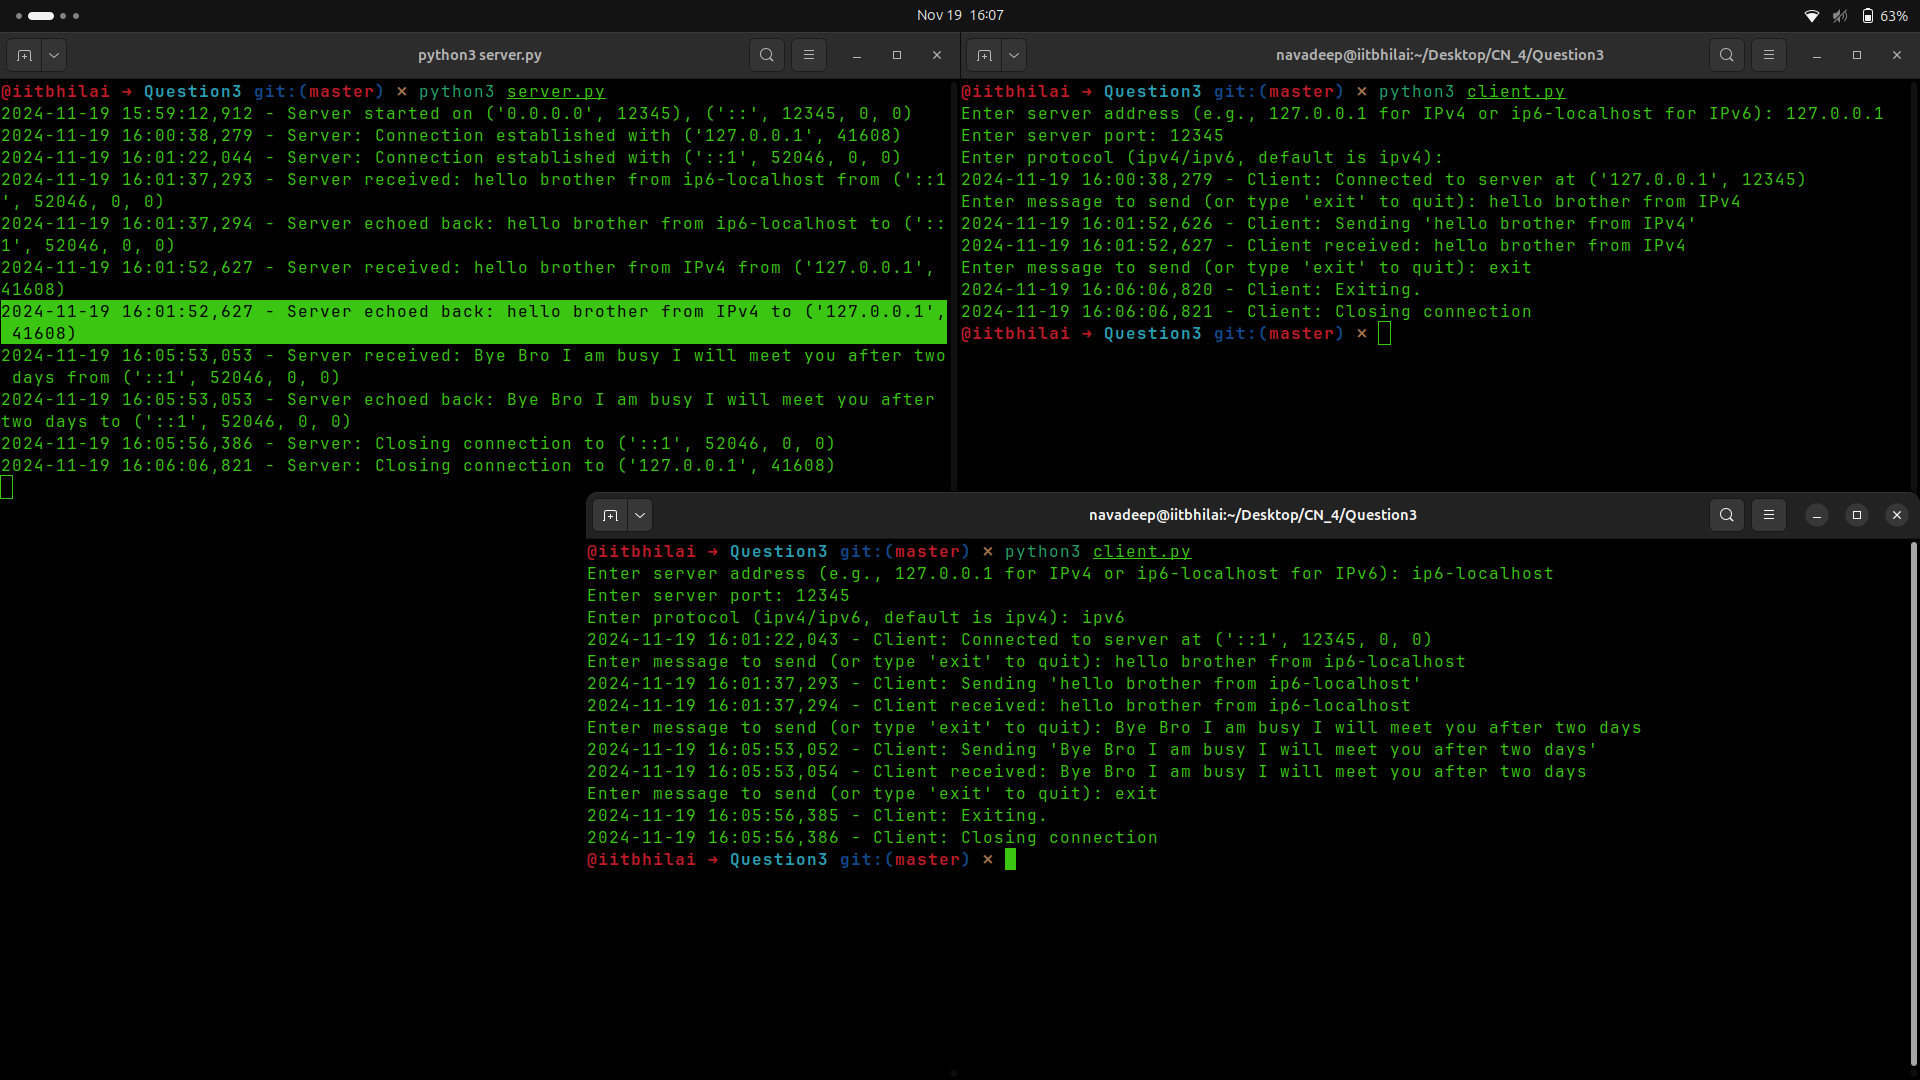 Nov 19 16:07
63%
python3 server.py
@iitbhilai → Question3 git:(master) × python3 server.py
2024-11-19 15:59:12,912 - Server started on ('0.0.0.0', 12345), ('::', 12345, 0, 0)
2024-11-19 16:00:38,279 - Server: Connection established with ('127.0.0.1', 41608)
2024-11-19 16:01:22,044 - Server: Connection established with ('::1', 52046, 0, 0)
2024-11-19 16:01:37,293 - Server received: hello brother from ip6-localhost from ('::1
', 52046, 0, 0)
2024-11-19 16:01:37,294 - Server echoed back: hello brother from ip6-localhost to ('::
1', 52046, 0, 0)
2024-11-19 16:01:52,627 - Server received: hello brother from IPv4 from ('127.0.0.1',
41608)
2024-11-19 16:01:52,627 - Server echoed back: hello brother from IPv4 to ('127.0.0.1',
41608)
2024-11-19 16:05:53,053 - Server received: Bye Bro I am busy I will meet you after two
days from ('::1', 52046, 0, 0)
2024-11-19 16:05:53,053 - Server echoed back: Bye Bro I am busy I will meet you after
two days to ('::1', 52046, 0, 0)
2024-11-19 16:05:56,386 - Server: Closing connection to ('::1', 52046, 0, 0)
2024-11-19 16:06:06,821 - Server: Closing connection to ('127.0.0.1', 41608)
navadeep@iitbhilai:~/Desktop/CN_4/Question3
@iitbhilai → Question3 git:(master) × python3 client.py
Enter server address (e.g., 127.0.0.1 for IPv4 or ip6-localhost for IPv6): 127.0.0.1
Enter server port: 12345
Enter protocol (ipv4/ipv6, default is ipv4):
2024-11-19 16:00:38,279 - Client: Connected to server at ('127.0.0.1', 12345)
Enter message to send (or type 'exit' to quit): hello brother from IPv4
2024-11-19 16:01:52,626 - Client: Sending 'hello brother from IPv4'
2024-11-19 16:01:52,627 - Client received: hello brother from IPv4
Enter message to send (or type 'exit' to quit): exit
2024-11-19 16:06:06,820 - Client: Exiting.
2024-11-19 16:06:06,821 - Client: Closing connection
@iitbhilai → Question3 git:(master) ×
navadeep@iitbhilai:~/Desktop/CN_4/Question3
@iitbhilai → Question3 git:(master) × python3 client.py
Enter server address (e.g., 127.0.0.1 for IPv4 or ip6-localhost for IPv6): ip6-localhost
Enter server port: 12345
Enter protocol (ipv4/ipv6, default is ipv4): ipv6
2024-11-19 16:01:22,043 - Client: Connected to server at ('::1', 12345, 0, 0)
Enter message to send (or type 'exit' to quit): hello brother from ip6-localhost
2024-11-19 16:01:37,293 - Client: Sending 'hello brother from ip6-localhost'
2024-11-19 16:01:37,294 - Client received: hello brother from ip6-localhost
Enter message to send (or type 'exit' to quit): Bye Bro I am busy I will meet you after two days
2024-11-19 16:05:53,052 - Client: Sending 'Bye Bro I am busy I will meet you after two days'
2024-11-19 16:05:53,054 - Client received: Bye Bro I am busy I will meet you after two days
Enter message to send (or type 'exit' to quit): exit
2024-11-19 16:05:56,385 - Client: Exiting.
2024-11-19 16:05:56,386 - Client: Closing connection
@iitbhilai → Question3 git:(master) ×